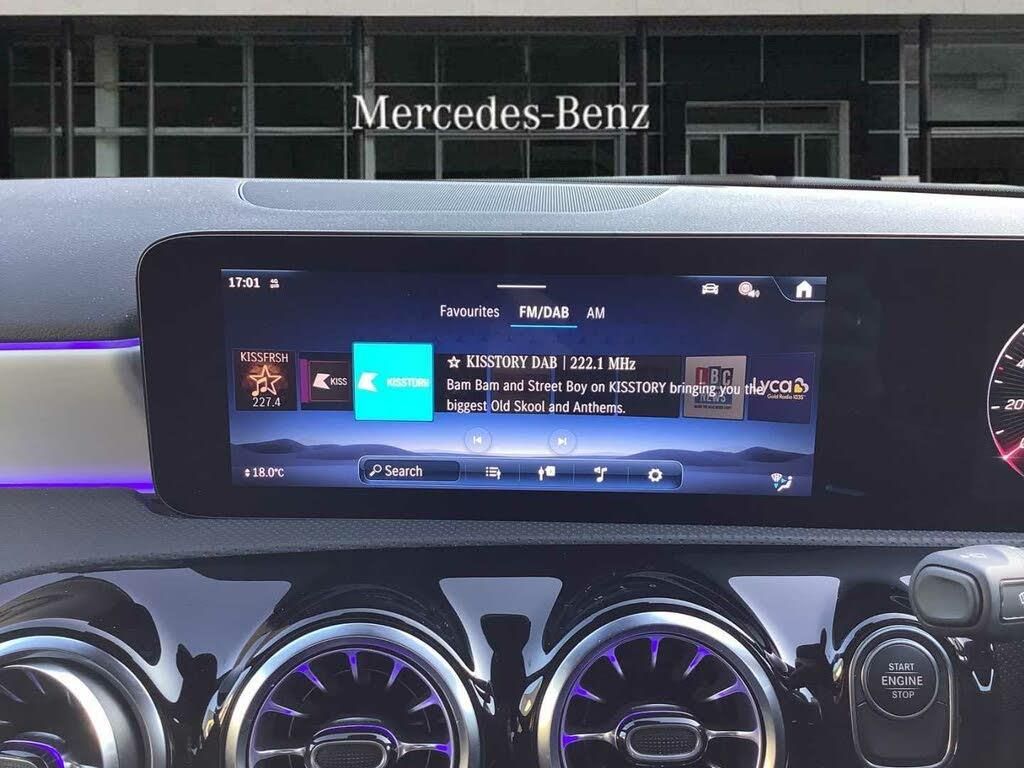 Mercedes-Benz
17:01 4G
Favourites FM/DAB AM
KISSFRSH
227.4
KISS
KISSTORY
☆ KISSTORY DAB | 222.1 MHz
Bam Bam and Street Boy on KISSTORY bringing you the
biggest Old Skool and Anthems.
LBC
NEWS
Lyca
Gold Radio 1035
18.0°C
Search
20
START
ENGINE
STOP